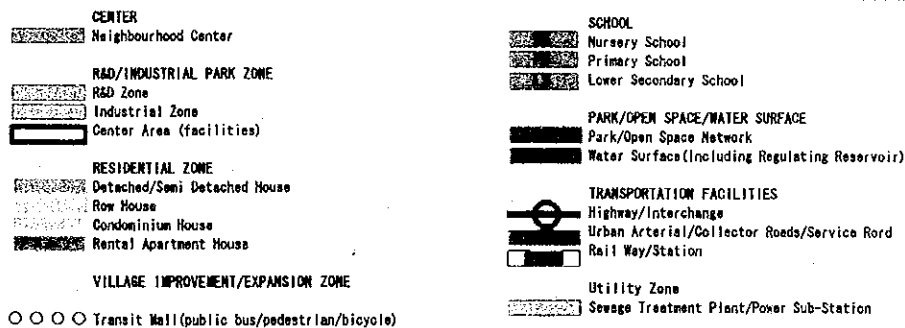 CENTER
Neighbourhood Center
R&D/INDUSTRIAL PARK ZONE
R&D Zone
Industrial Zone
Center Area (facilities)
RESIDENTIAL ZONE
Detached/Semi Detached House
Row House
Condominium House
Rental Apartment House
VILLAGE IMPROVEMENT/EXPANSION ZONE
Transit Mall(public bus/pedestrian/bicycle)
SCHOOL
Nursery School
Primary School
Lower Secondary School
PARK/OPEN SPACE/WATER SURFACE
Park/Open Space Network
Water Surface(Including Regulating Reservoir)
TRANSPORTATION FACILITIES
Highway/Interchange
Urban Arterial/Collector Roads/Service Rord
Rail Way/Station
Utility Zone
Sewage Treatment Plant/Power Sub-Station